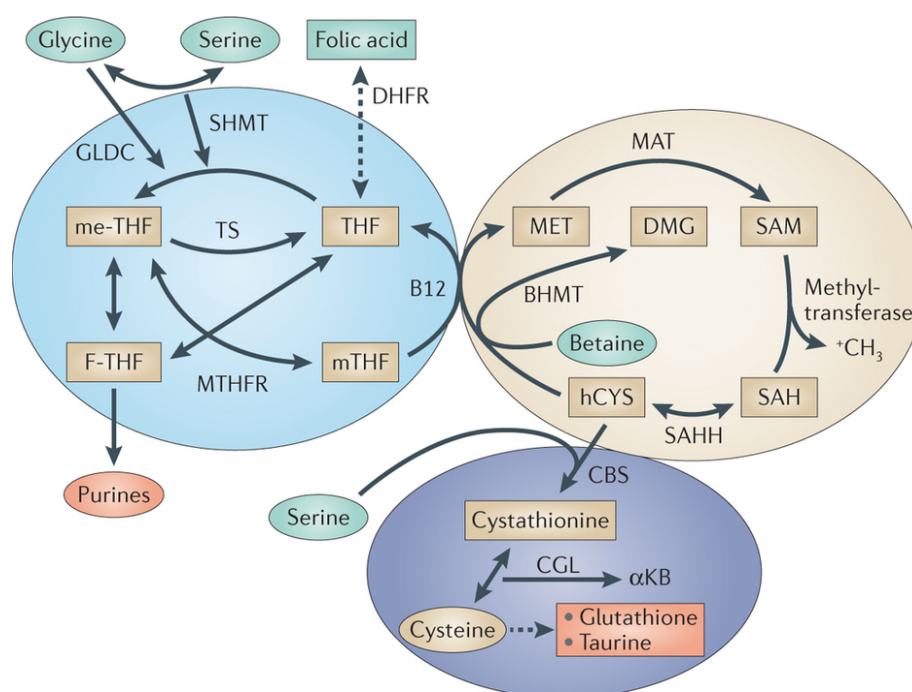 Glycine
Serine
Folic acid
DHFR
SHMT
GLDC
MAT
me-THF
TS
THF
MET
DMG
SAM
B12
BHMT
Methyl-
transferase
Betaine
⁺CH₃
F-THF
MTHFR
mTHF
hCYS
SAH
SAHH
Purines
CBS
Serine
Cystathionine
CGL
αKB
Cysteine
• Glutathione
• Taurine